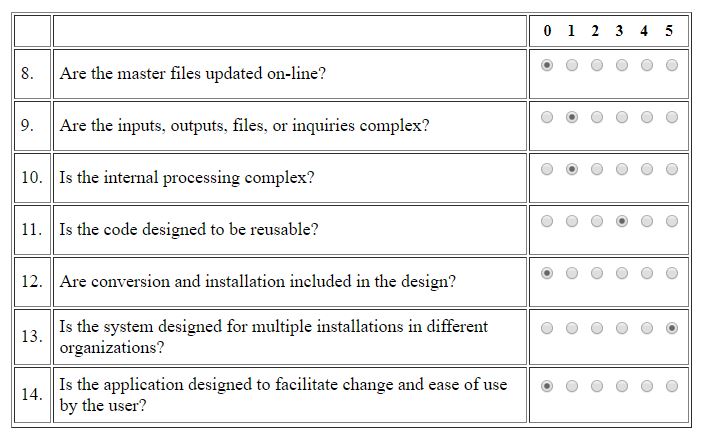 0 1 2 3 4 5
8. Are the master files updated on-line?
9. Are the inputs, outputs, files, or inquiries complex?
10. Is the internal processing complex?
11. Is the code designed to be reusable?
12. Are conversion and installation included in the design?
13. Is the system designed for multiple installations in different
organizations?
14. Is the application designed to facilitate change and ease of use
by the user?